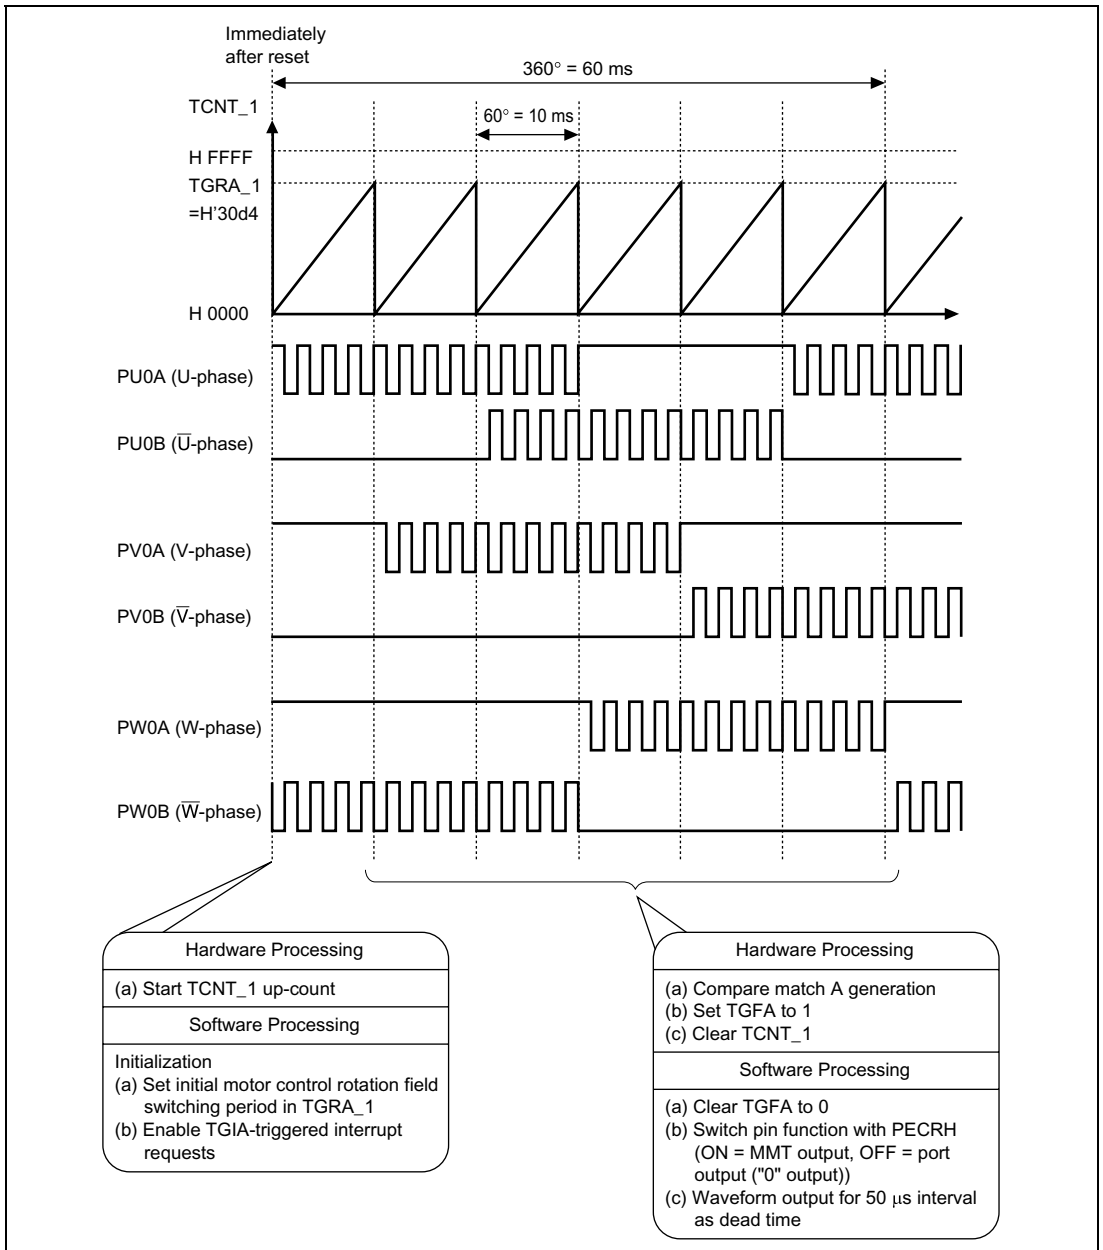 Immediately
after reset
360° = 60 ms
TCNT_1
60° = 10 ms
H FFFF
TGRA_1
=H'30d4
H 0000
PU0A (U-phase)
PU0B (U̅-phase)
PV0A (V-phase)
PV0B (V̅-phase)
PW0A (W-phase)
PW0B (W̅-phase)
Hardware Processing
(a) Start TCNT_1 up-count
Software Processing
Initialization
(a) Set initial motor control rotation field
switching period in TGRA_1
(b) Enable TGIA-triggered interrupt
requests
Hardware Processing
(a) Compare match A generation
(b) Set TGFA to 1
(c) Clear TCNT_1
Software Processing
(a) Clear TGFA to 0
(b) Switch pin function with PECRH
(ON = MMT output, OFF = port
output ("0" output))
(c) Waveform output for 50 μs interval
as dead time